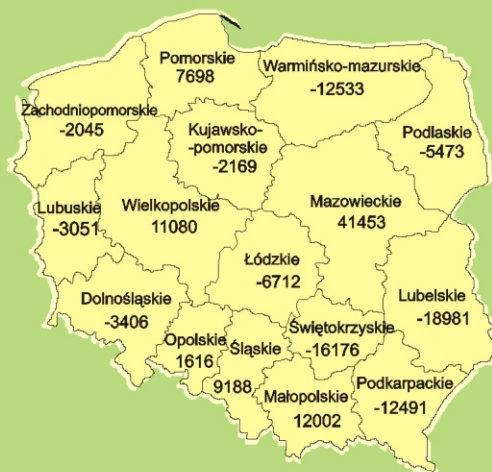 Pomorskie
7698
Warmińsko-mazurskie
-12533
Zachodniopomorskie
-2045
Kujawsko-
-pomorskie
-2169
Podlaskie
-5473
Lubuskie
-3051
Wielkopolskie
11080
Mazowieckie
41453
Łódzkie
-6712
Dolnośląskie
-3406
Lubelskie
-18981
Opolskie
1616
Śląskie
9188
Świętokrzyskie
-16176
Małopolskie
12002
Podkarpackie
-12491